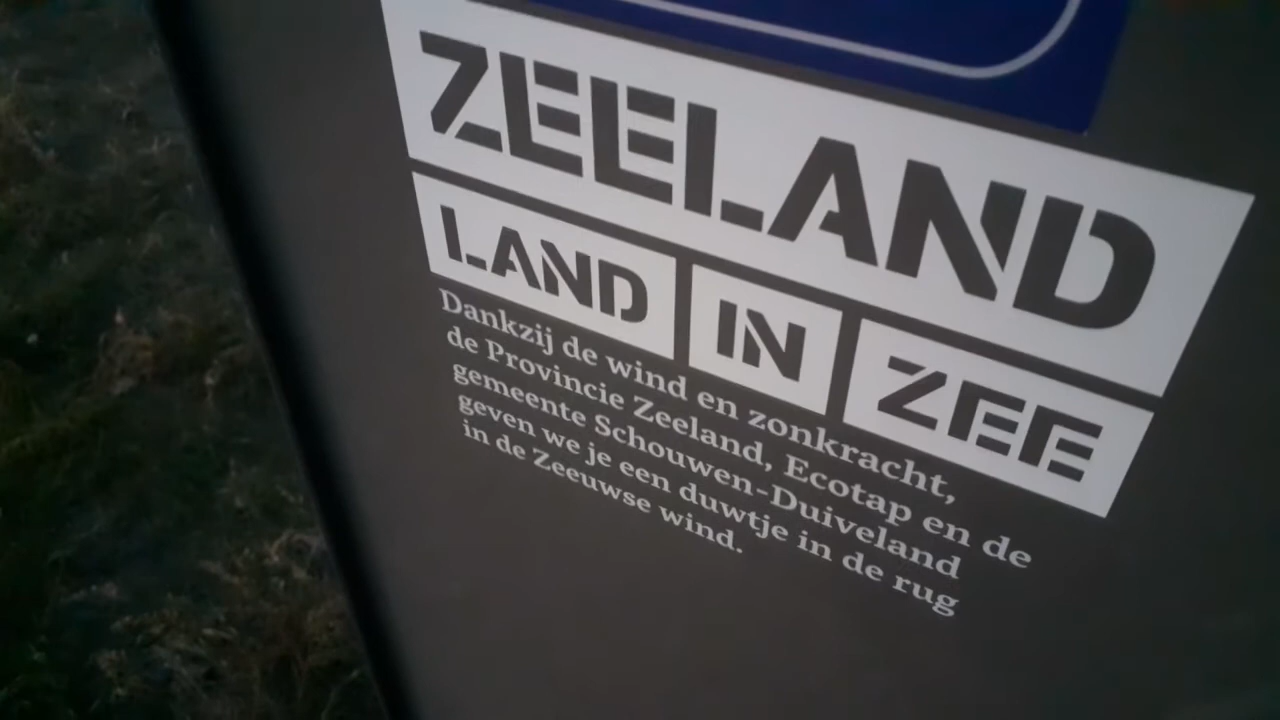 ZEELAND
LAND IN ZEE
Dankzij de wind en zonkracht,
de Provincie Zeeland, Ecotap en de
gemeente Schouwen-Duiveland
geven we je een duwtje in de rug
in de Zeeuwse wind.